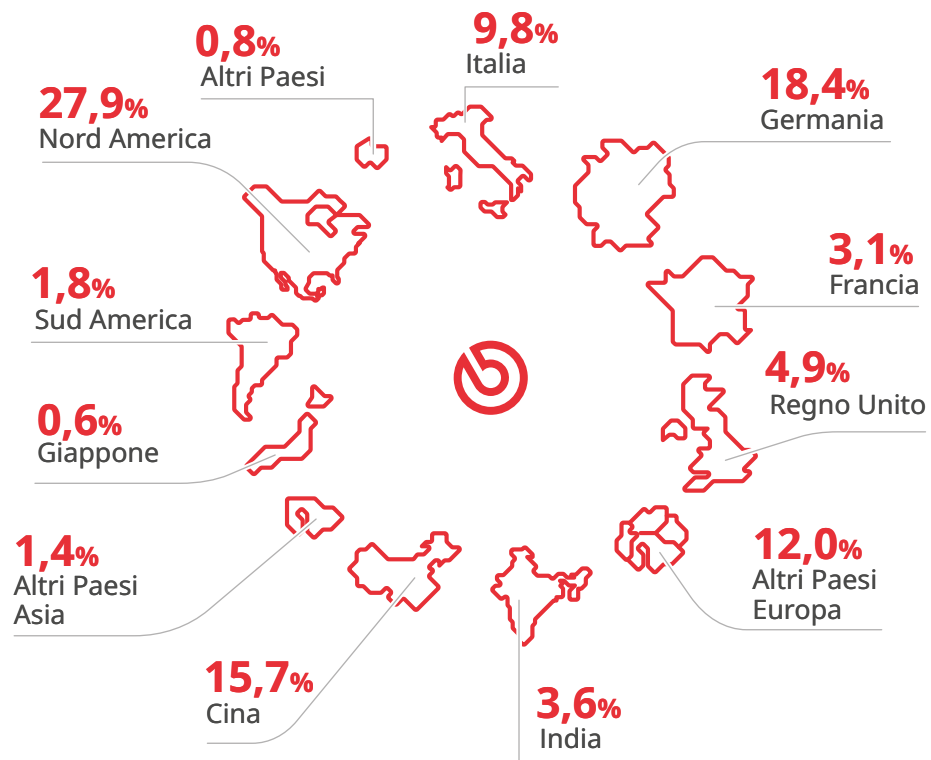 0,8%
Altri Paesi
9,8%
Italia
18,4%
Germania
27,9%
Nord America
3,1%
Francia
1,8%
Sud America
4,9%
Regno Unito
0,6%
Giappone
12,0%
Altri Paesi
Europa
1,4%
Altri Paesi
Asia
15,7%
Cina
3,6%
India